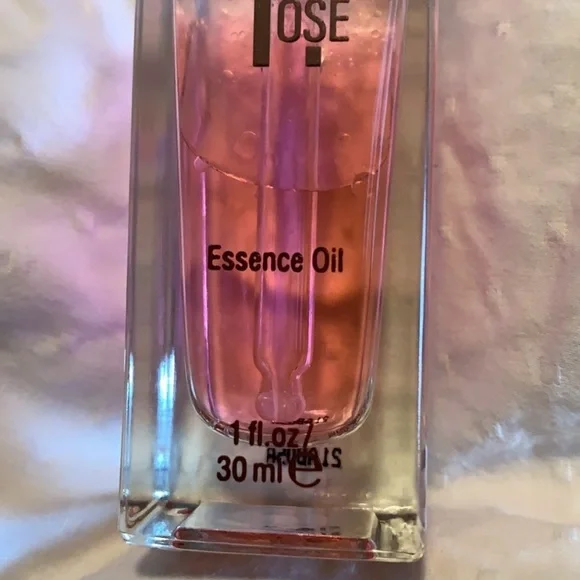 OSE
Essence Oil
1 fl.oz/
30 ml e